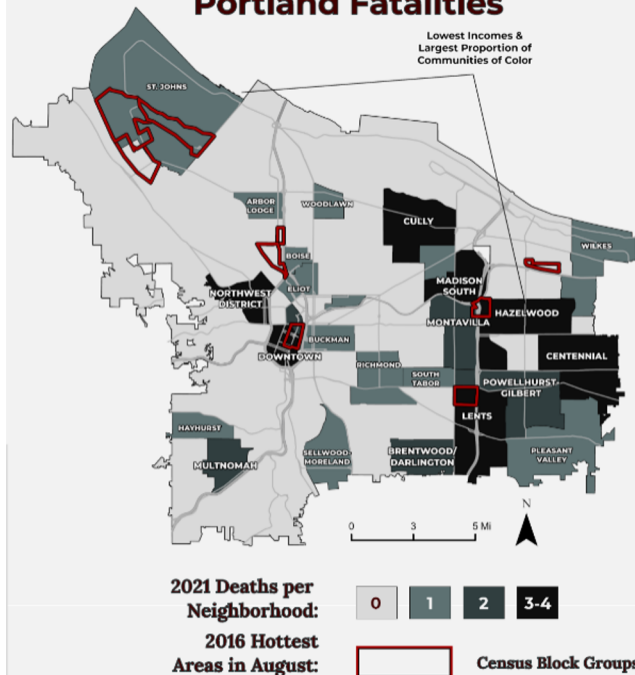 Portland Fatalities
Lowest Incomes &
Largest Proportion of
Communities of Color
ST. JOHNS
ARBOR
LODGE
WOODLAWN
CULLY
WILKES
BOISE
ELIOT
MADISON
SOUTH
NORTHWEST
DISTRICT
HAZELWOOD
MONTAVILLA
BUCKMAN
DOWNTOWN
CENTENNIAL
RICHMOND
SOUTH
TABOR
POWELLHURST-
GILBERT
LENTS
HAYHURST
SELLWOOD-
MORELAND
BRENTWOOD/
DARLINGTON
PLEASANT
VALLEY
MULTNOMAH
N
0 3 5 Mi
2021 Deaths per
Neighborhood:
0 1 2 3-4
2016 Hottest
Areas in August:
Census Block Groups